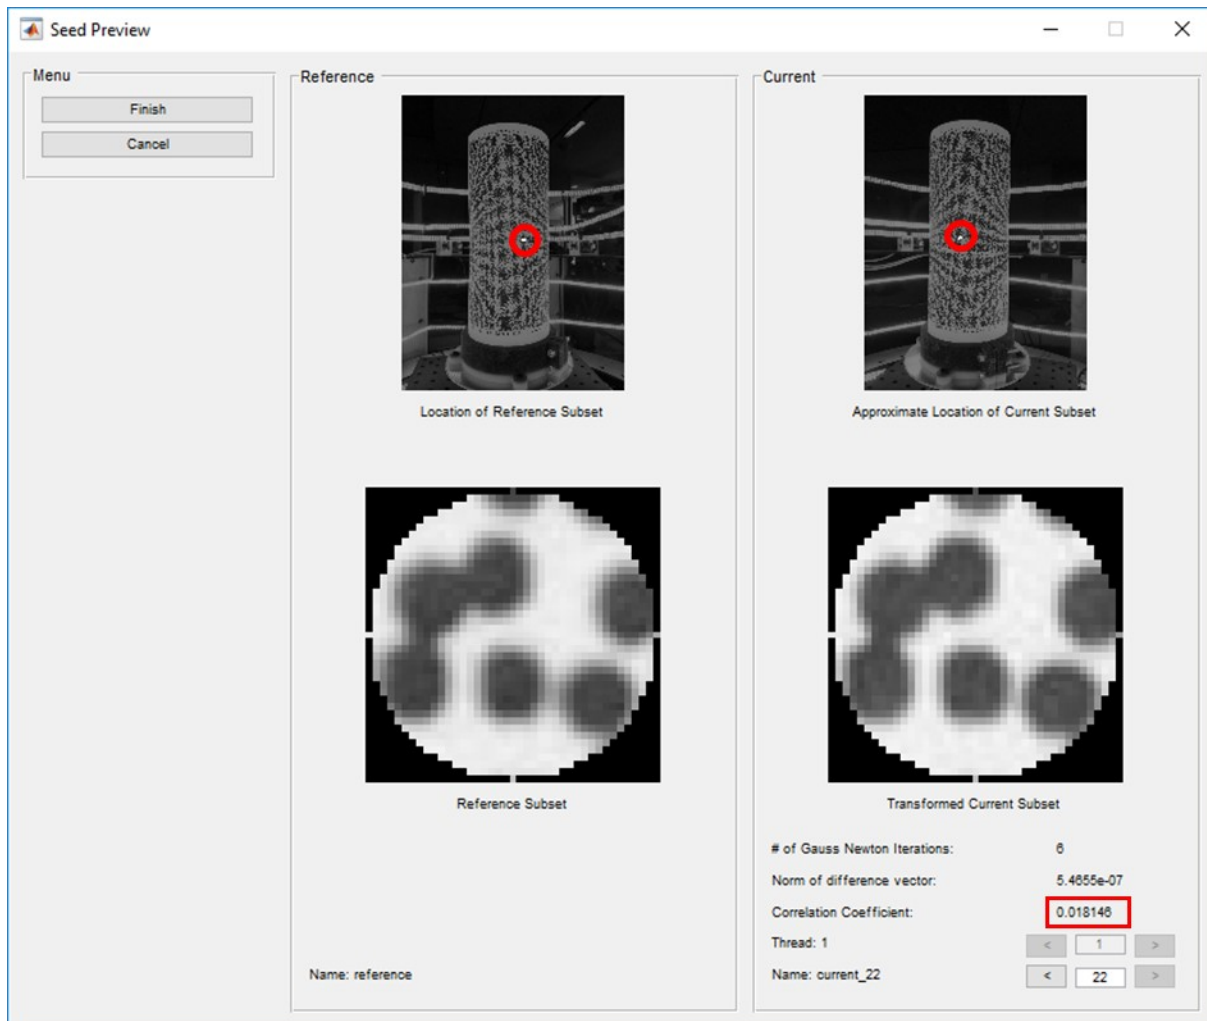 Seed Preview
Menu
Finish
Cancel
Reference
Location of Reference Subset
Reference Subset
Name: reference
Current
Approximate Location of Current Subset
Transformed Current Subset
# of Gauss Newton Iterations: 6
Norm of difference vector: 5.4655e-07
Correlation Coefficient: 0.018146
Thread: 1 < 1 >
Name: current_22 < 22 >